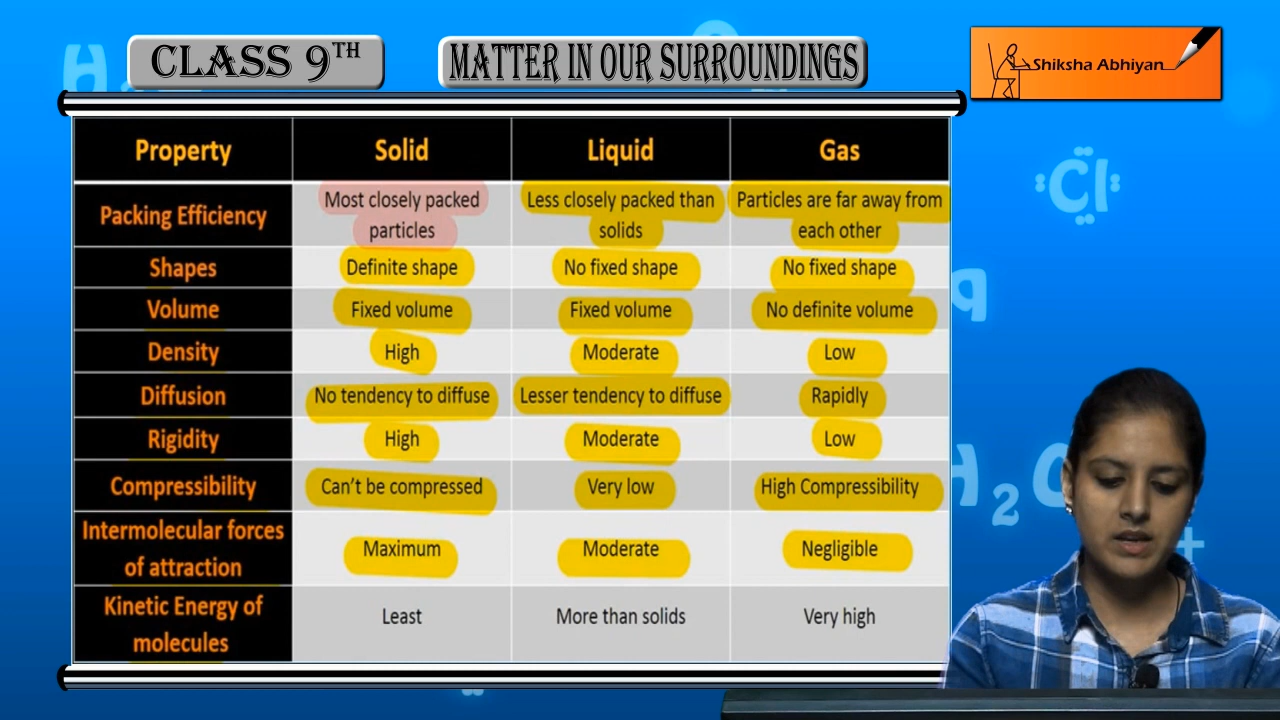 CLASS 9TH
MATTER IN OUR SURROUNDINGS
Shiksha Abhiyan
Property Solid Liquid Gas
Packing Efficiency
Most closely packed
particles
Less closely packed than
solids
Particles are far away from
each other
Shapes Definite shape No fixed shape No fixed shape
Volume Fixed volume Fixed volume No definite volume
Density High Moderate Low
Diffusion No tendency to diffuse Lesser tendency to diffuse Rapidly
Rigidity High Moderate Low
Compressibility Can't be compressed Very low High Compressibility
Intermolecular forces
of attraction
Maximum Moderate Negligible
Kinetic Energy of
molecules
Least More than solids Very high